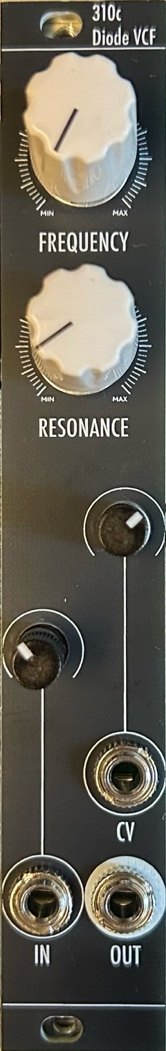 310c
Diode VCF
MIN MAX
FREQUENCY
MIN MAX
RESONANCE
CV
IN OUT